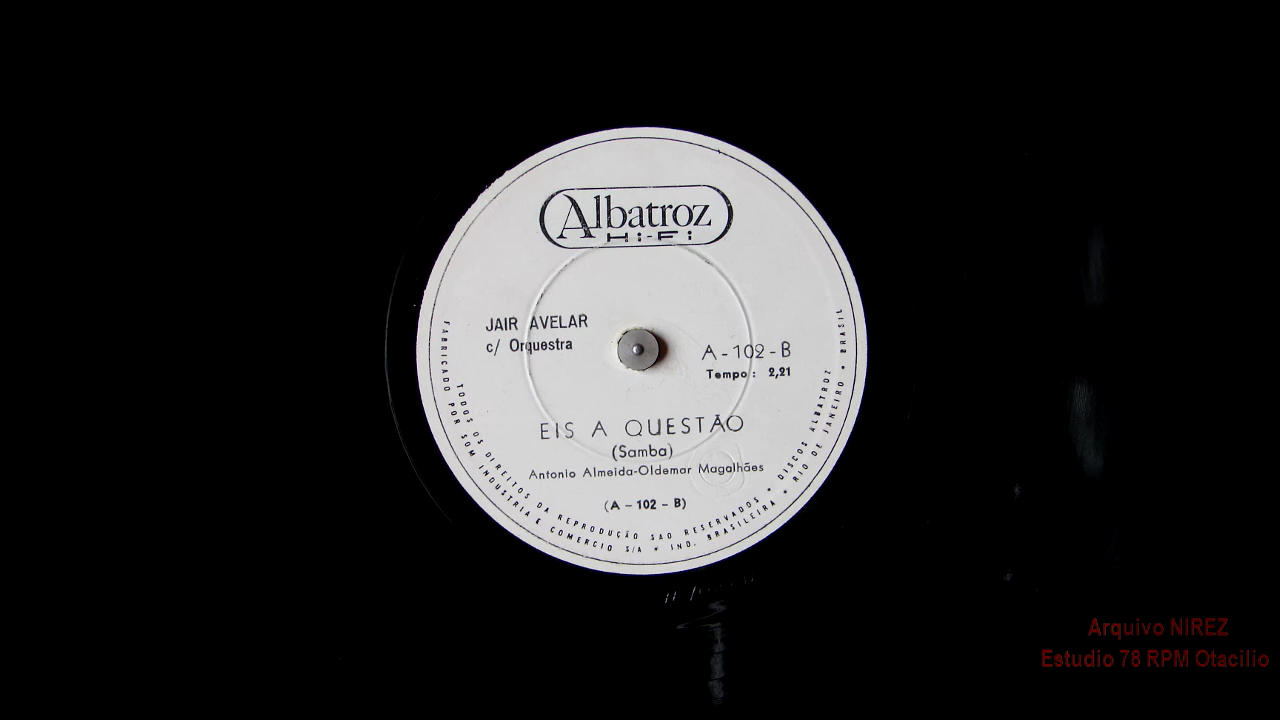 Albatroz
Hi-Fi
JAIR AVELAR
c/ Orquestra
A-102-B
Tempo: 2,21
EIS A QUESTÃO
(Samba)
Antonio Almeida-Oldemar Magalhães
(A - 102 - B)
TODOS OS DIREITOS DA REPRODUÇÃO SAO RESERVADOS • DISCOS ALBATROZ
FABRICADO POR SOM INDUSTRIA E COMERCIO S/A • IND. BRASILEIRA • RIO DE JANEIRO • BRASIL
Arquivo NIREZ
Estudio 78 RPM Otacilio